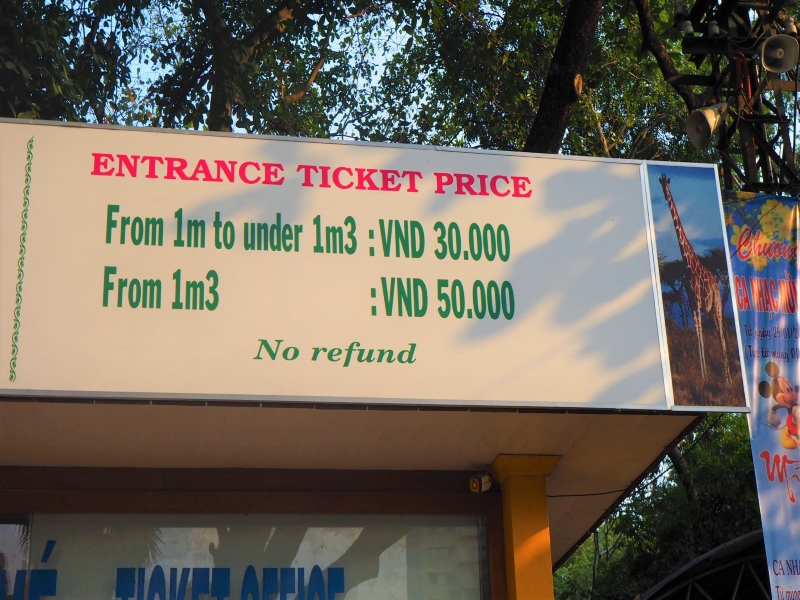 ENTRANCE TICKET PRICE
From 1m to under 1m3 : VND 30.000
From 1m3 : VND 50.000
No refund
TICKET OFFICE